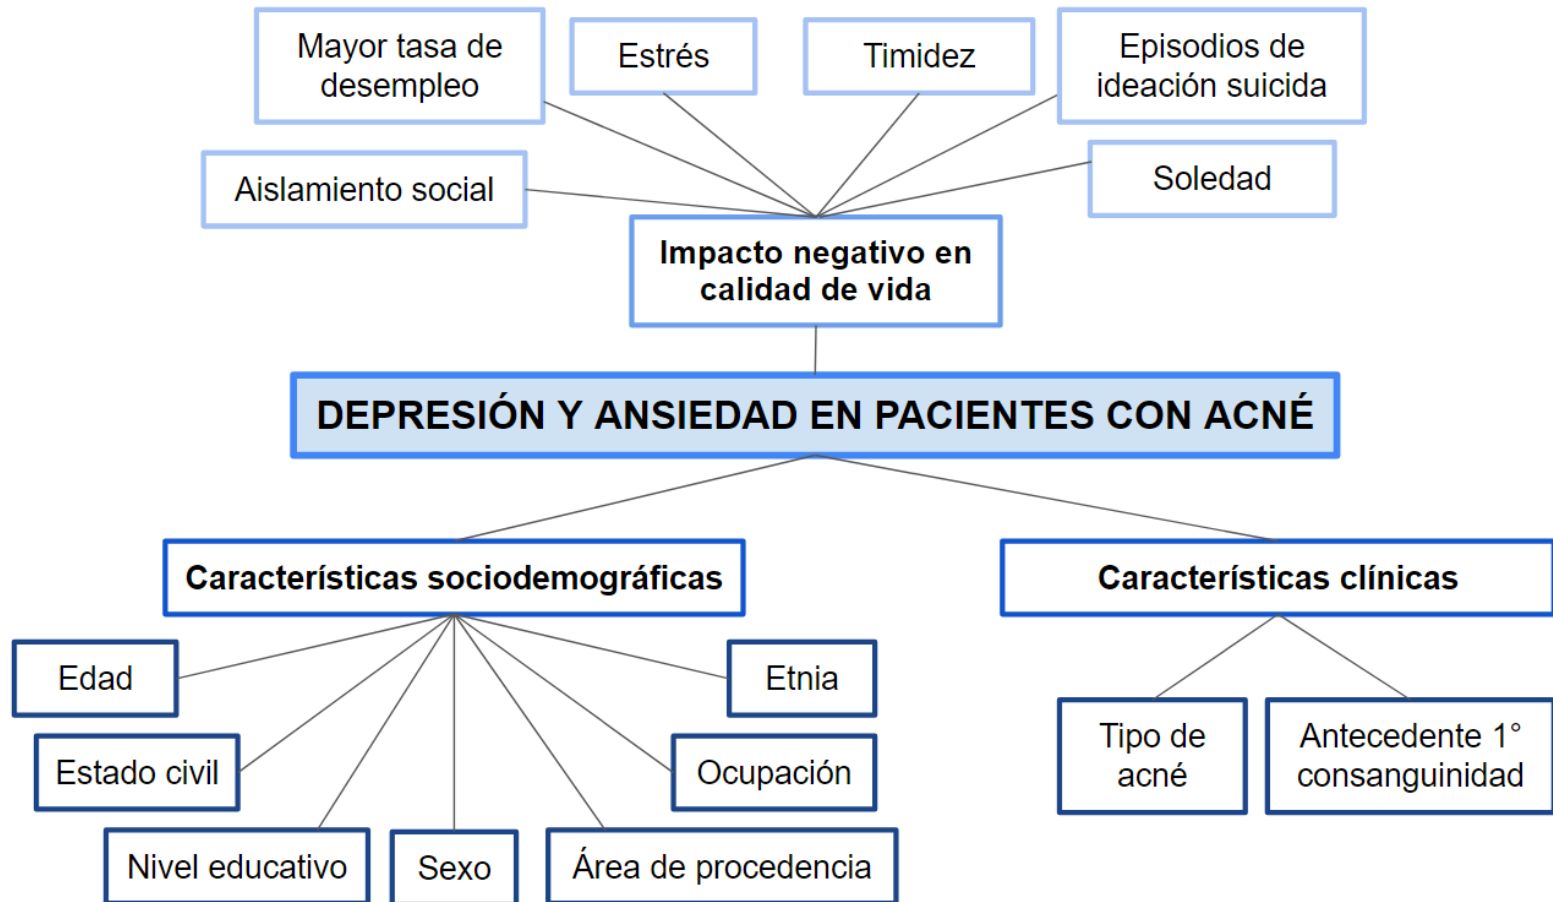 Mayor tasa de
desempleo
Estrés
Timidez
Episodios de
ideación suicida
Aislamiento social
Soledad
Impacto negativo en
calidad de vida
DEPRESIÓN Y ANSIEDAD EN PACIENTES CON ACNÉ
Características sociodemográficas
Características clínicas
Edad
Etnia
Estado civil
Ocupación
Nivel educativo
Sexo
Área de procedencia
Tipo de
acné
Antecedente 1°
consanguinidad